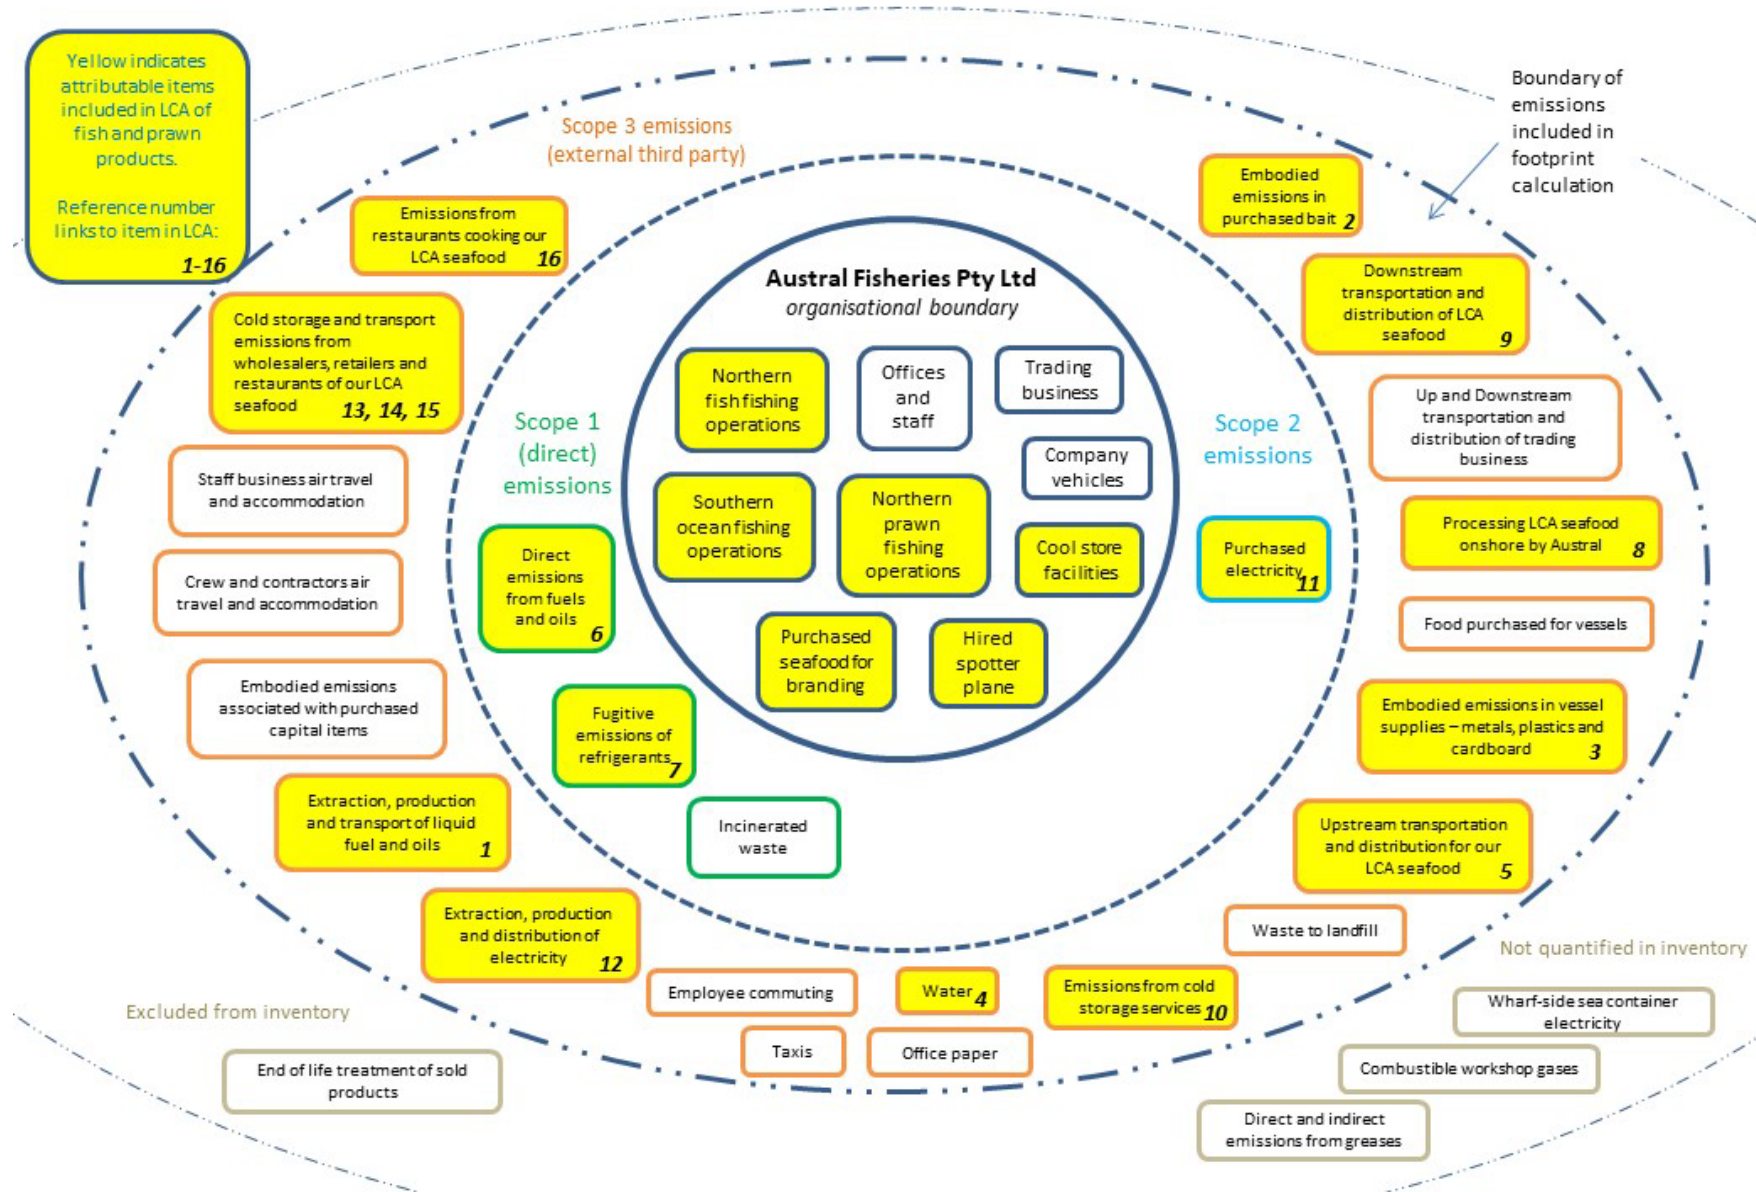 Yellow indicates
attributable items
included in LCA of
fish and prawn
products.
Reference number
links to item in LCA:
1-16
Scope 3 emissions
(external third party)
Boundary of
emissions
included in
footprint
calculation
Emissions from
restaurants cooking our
LCA seafood 16
Embodied
emissions in
purchased bait 2
Cold storage and transport
emissions from
wholesalers, retailers and
restaurants of our LCA
seafood 13, 14, 15
Downstream
transportation and
distribution of LCA
seafood 9
Austral Fisheries Pty Ltd
organisational boundary
Northern
fish fishing
operations
Offices
and
staff
Trading
business
Company
vehicles
Southern
ocean fishing
operations
Northern
prawn
fishing
operations
Cool store
facilities
Purchased
seafood for
branding
Hired
spotter
plane
Scope 1
(direct)
emissions
Direct
emissions
from fuels
and oils 6
Fugitive
emissions of
refrigerants 7
Incinerated
waste
Scope 2
emissions
Purchased
electricity 11
Staff business air travel
and accommodation
Crew and contractors air
travel and accommodation
Embodied emissions
associated with purchased
capital items
Extraction, production
and transport of liquid
fuel and oils 1
Extraction, production
and distribution of
electricity 12
Up and Downstream
transportation and
distribution of trading
business
Processing LCA seafood
onshore by Austral 8
Food purchased for vessels
Embodied emissions in vessel
supplies – metals, plastics and
cardboard 3
Upstream transportation
and distribution for our
LCA seafood 5
Waste to landfill
Employee commuting
Water 4
Emissions from cold
storage services 10
Taxis
Office paper
Excluded from inventory
End of life treatment of sold
products
Not quantified in inventory
Wharf-side sea container
electricity
Combustible workshop gases
Direct and indirect
emissions from greases